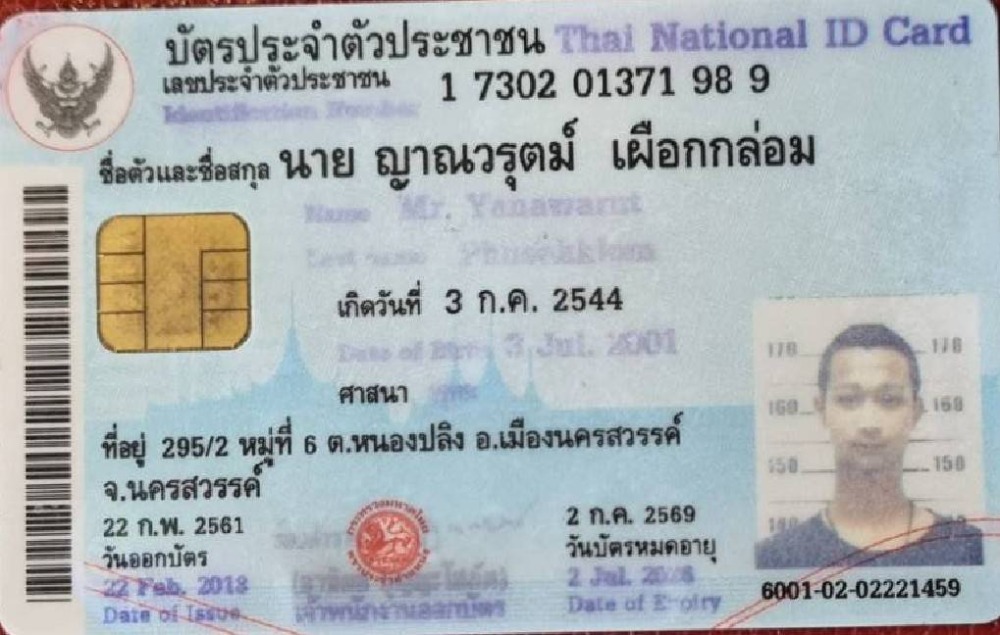 บัตรประจำตัวประชาชน Thai National ID Card
เลขประจำตัวประชาชน 1 7302 01371 98 9
Identification Number
ชื่อตัวและชื่อสกุล นาย ญาณวรุตม์ เผือกกล่อม
Name Mr. Yanawarut
Last name
เกิดวันที่ 3 ก.ค. 2544
Date of Birth 3 Jul. 2001
ศาสนา
ที่อยู่ 295/2 หมู่ที่ 6 ต.หนองปลิง อ.เมืองนครสวรรค์
จ.นครสวรรค์
22 ก.พ. 2561
วันออกบัตร
22 Feb. 2018
Date of Issue
เจ้าพนักงานออกบัตร
2 ก.ค. 2569
วันบัตรหมดอายุ
2 Jul. 2026
Date of Expiry
170 170
160 160
150 150
6001-02-02221459